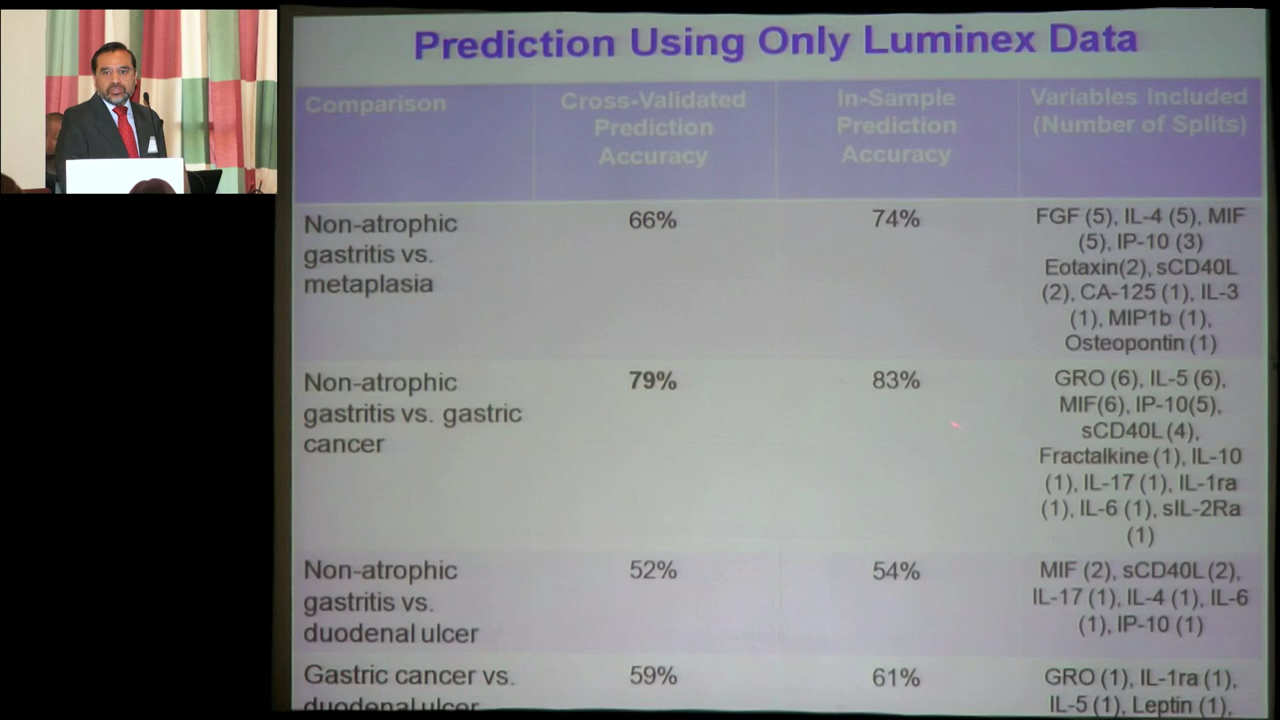 Prediction Using Only Luminex Data
Comparison
Cross-Validated
Prediction
Accuracy
In-Sample
Prediction
Accuracy
Variables Included
(Number of Splits)
Non-atrophic
gastritis vs.
metaplasia
66%
74%
FGF (5), IL-4 (5), MIF
(5), IP-10 (3)
Eotaxin(2), sCD40L
(2), CA-125 (1), IL-3
(1), MIP1b (1),
Osteopontin (1)
Non-atrophic
gastritis vs. gastric
cancer
79%
83%
GRO (6), IL-5 (6),
MIF(6), IP-10(5),
sCD40L(4),
Fractalkine (1), IL-10
(1), IL-17 (1), IL-1ra
(1), IL-6 (1), sIL-2Ra
(1)
Non-atrophic
gastritis vs.
duodenal ulcer
52%
54%
MIF (2), sCD40L(2),
IL-17 (1), IL-4 (1), IL-6
(1), IP-10 (1)
Gastric cancer vs.
duodenal ulcer
59%
61%
GRO (1), IL-1ra (1),
IL-5 (1), Leptin (1),